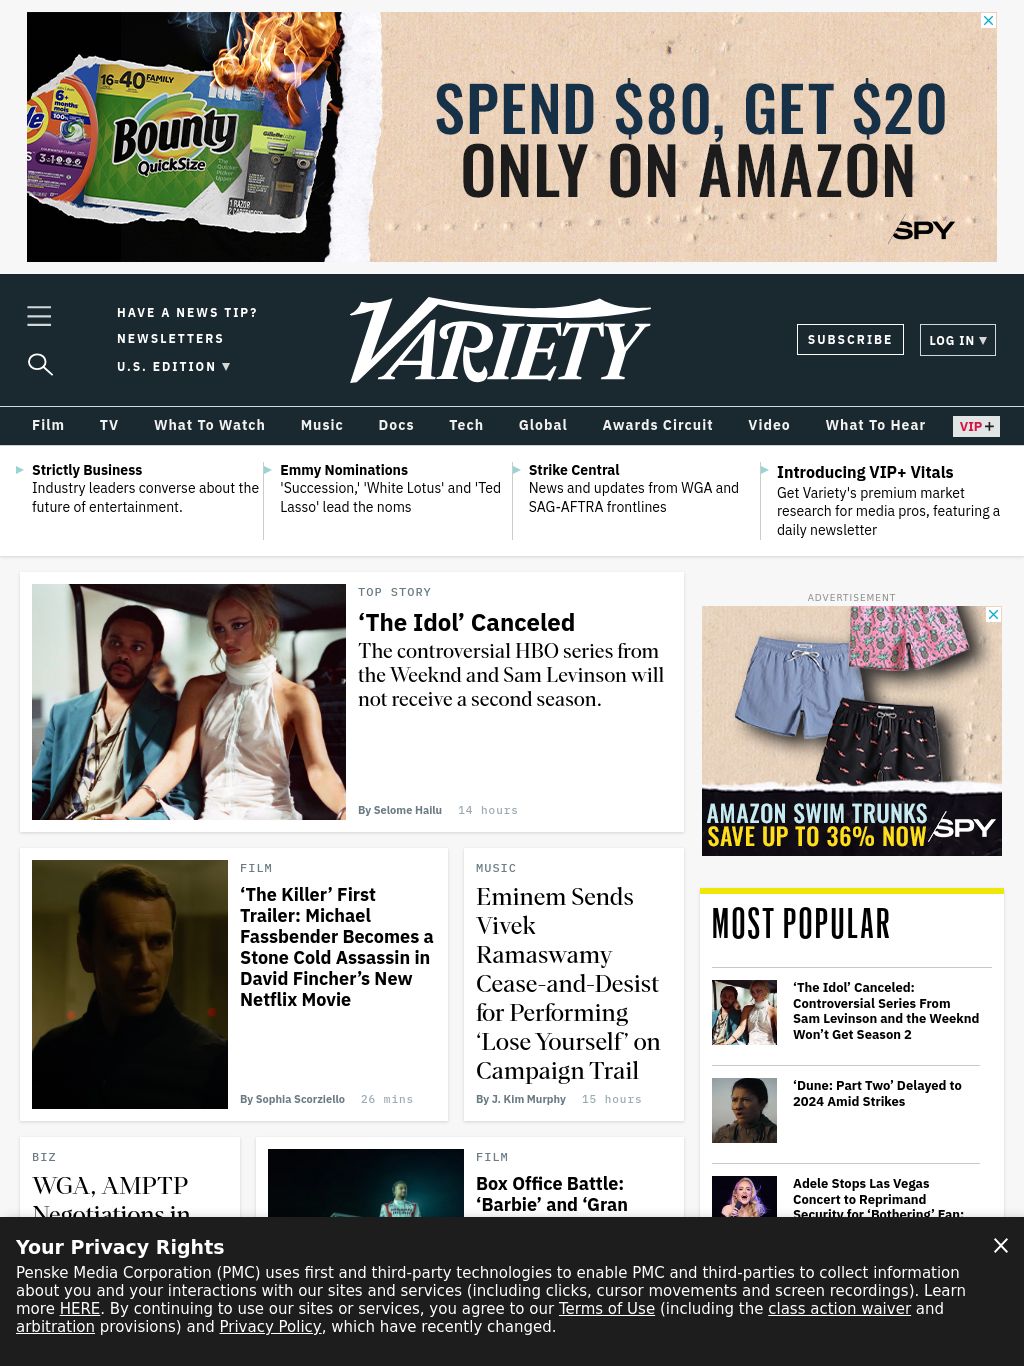 16=40 FAMILY
6+
months
mois
100
3in1
Bounty
QuickSize
The
Quicker
Picker
Upper
GilletteLabs
1 RAZOR
2 CARTRIDGES
SPEND $80, GET $20
ONLY ON AMAZON
SPY
HAVE A NEWS TIP?
NEWSLETTERS
U.S. EDITION ▼
VARIETY
SUBSCRIBE
LOG IN ▼
Film TV What To Watch Music Docs Tech Global Awards Circuit Video What To Hear VIP+
Strictly Business
Industry leaders converse about the
future of entertainment.
Emmy Nominations
'Succession,' 'White Lotus' and 'Ted
Lasso' lead the noms
Strike Central
News and updates from WGA and
SAG-AFTRA frontlines
Introducing VIP+ Vitals
Get Variety's premium market
research for media pros, featuring a
daily newsletter
TOP STORY
‘The Idol’ Canceled
The controversial HBO series from
the Weeknd and Sam Levinson will
not receive a second season.
By Selome Hailu 14 hours
ADVERTISEMENT
AMAZON SWIM TRUNKS
SAVE UP TO 36% NOW
SPY
FILM
‘The Killer’ First
Trailer: Michael
Fassbender Becomes a
Stone Cold Assassin in
David Fincher’s New
Netflix Movie
By Sophia Scorziello 26 mins
MUSIC
Eminem Sends
Vivek
Ramaswamy
Cease-and-Desist
for Performing
‘Lose Yourself’ on
Campaign Trail
By J. Kim Murphy 15 hours
MOST POPULAR
‘The Idol’ Canceled:
Controversial Series From
Sam Levinson and the Weeknd
Won’t Get Season 2
‘Dune: Part Two’ Delayed to
2024 Amid Strikes
Adele Stops Las Vegas
Concert to Reprimand
Security for ‘Bothering’ Fan:
BIZ
WGA, AMPTP
Negotiations in
FILM
Box Office Battle:
‘Barbie’ and ‘Gran
Your Privacy Rights
Penske Media Corporation (PMC) uses first and third-party technologies to enable PMC and third-parties to collect information
about you and your interactions with our sites and services (including clicks, cursor movements and screen recordings). Learn
more HERE. By continuing to use our sites or services, you agree to our Terms of Use (including the class action waiver and
arbitration provisions) and Privacy Policy, which have recently changed.